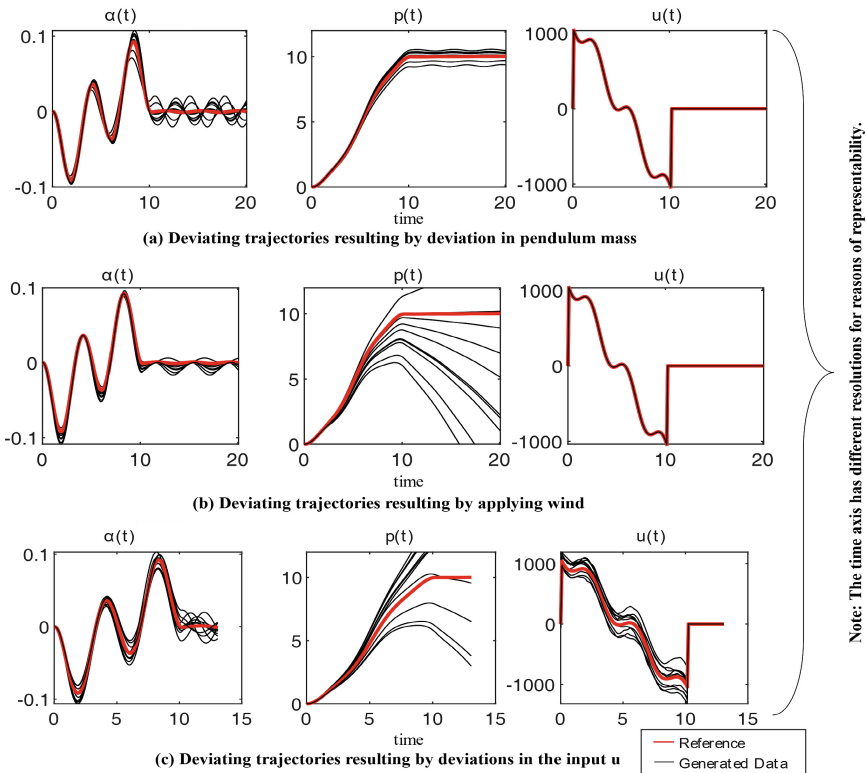 α(t) p(t) u(t)
0.1 0 -0.1 0 10 20
10 5 0 0 10 20
1000 0 -1000 0 10 20
time
(a) Deviating trajectories resulting by deviation in pendulum mass
α(t) p(t) u(t)
0.1 0 -0.1 0 10 20
10 5 0 0 10 20
1000 0 -1000 0 10 20
time
(b) Deviating trajectories resulting by applying wind
α(t) p(t) u(t)
0.1 0 -0.1 0 5 10 15
10 5 0 0 5 10 15
1000 0 -1000 0 5 10 15
time
(c) Deviating trajectories resulting by deviations in the input u
Reference
Generated Data
Note: The time axis has different resolutions for reasons of representability.